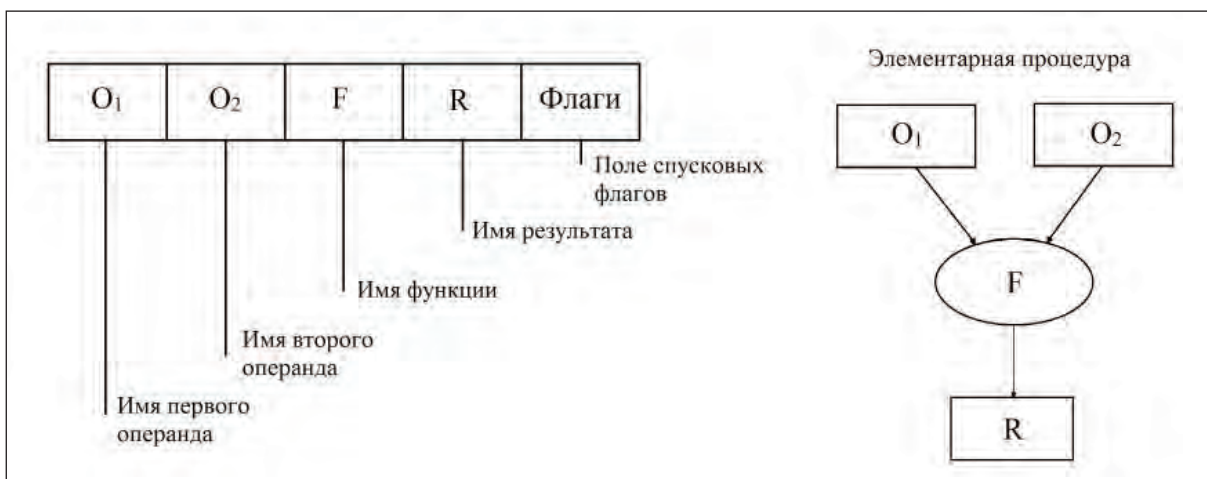 O1 O2 F R Флаги
Поле спусковых
флагов
Имя результата
Имя функции
Имя второго
операнда
Имя первого
операнда
Элементарная процедура
O1 O2
F
R